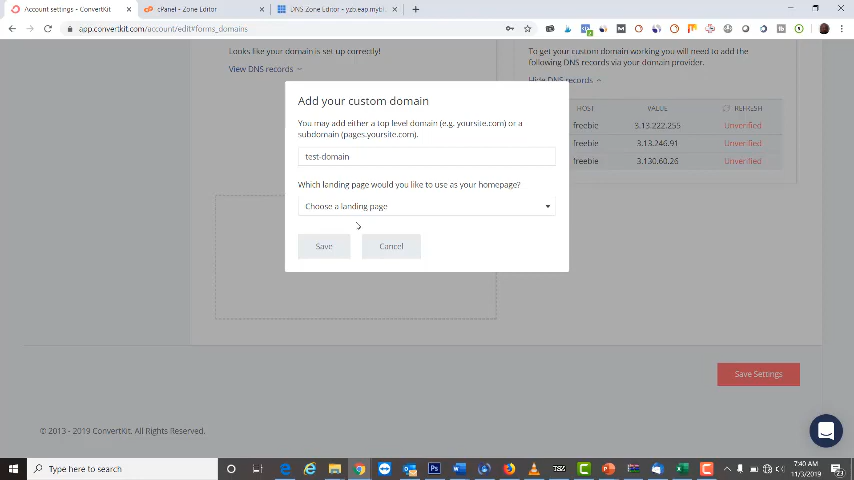 Account settings - ConvertKit
cPanel - Zone Editor
DNS Zone Editor - yzb.eap.mybl
app.convertkit.com/account/edit#forms_domains
Looks like your domain is set up correctly!
View DNS records
To get your custom domain working you will need to add the
following DNS records via your domain provider.
Hide DNS records
HOST VALUE REFRESH
freebie 3.13.222.255 Unverified
freebie 3.13.246.91 Unverified
freebie 3.130.60.26 Unverified
Add your custom domain
You may add either a top level domain (e.g. yoursite.com) or a
subdomain (pages.yoursite.com).
test-domain
Which landing page would you like to use as your homepage?
Choose a landing page
Save Cancel
Save Settings
© 2013 - 2019 ConvertKit. All Rights Reserved.
Type here to search
7:40 AM
11/3/2019